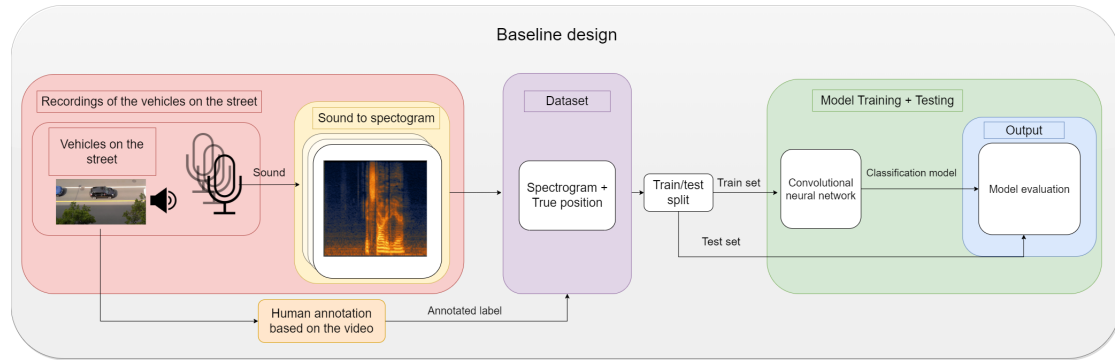 Baseline design
Recordings of the vehicles on the street
Vehicles on the
street
Sound
Sound to spectogram
Human annotation
based on the video
Annotated label
Dataset
Spectrogram +
True position
Train/test
split
Train set
Test set
Model Training + Testing
Convolutional
neural network
Classification model
Output
Model evaluation